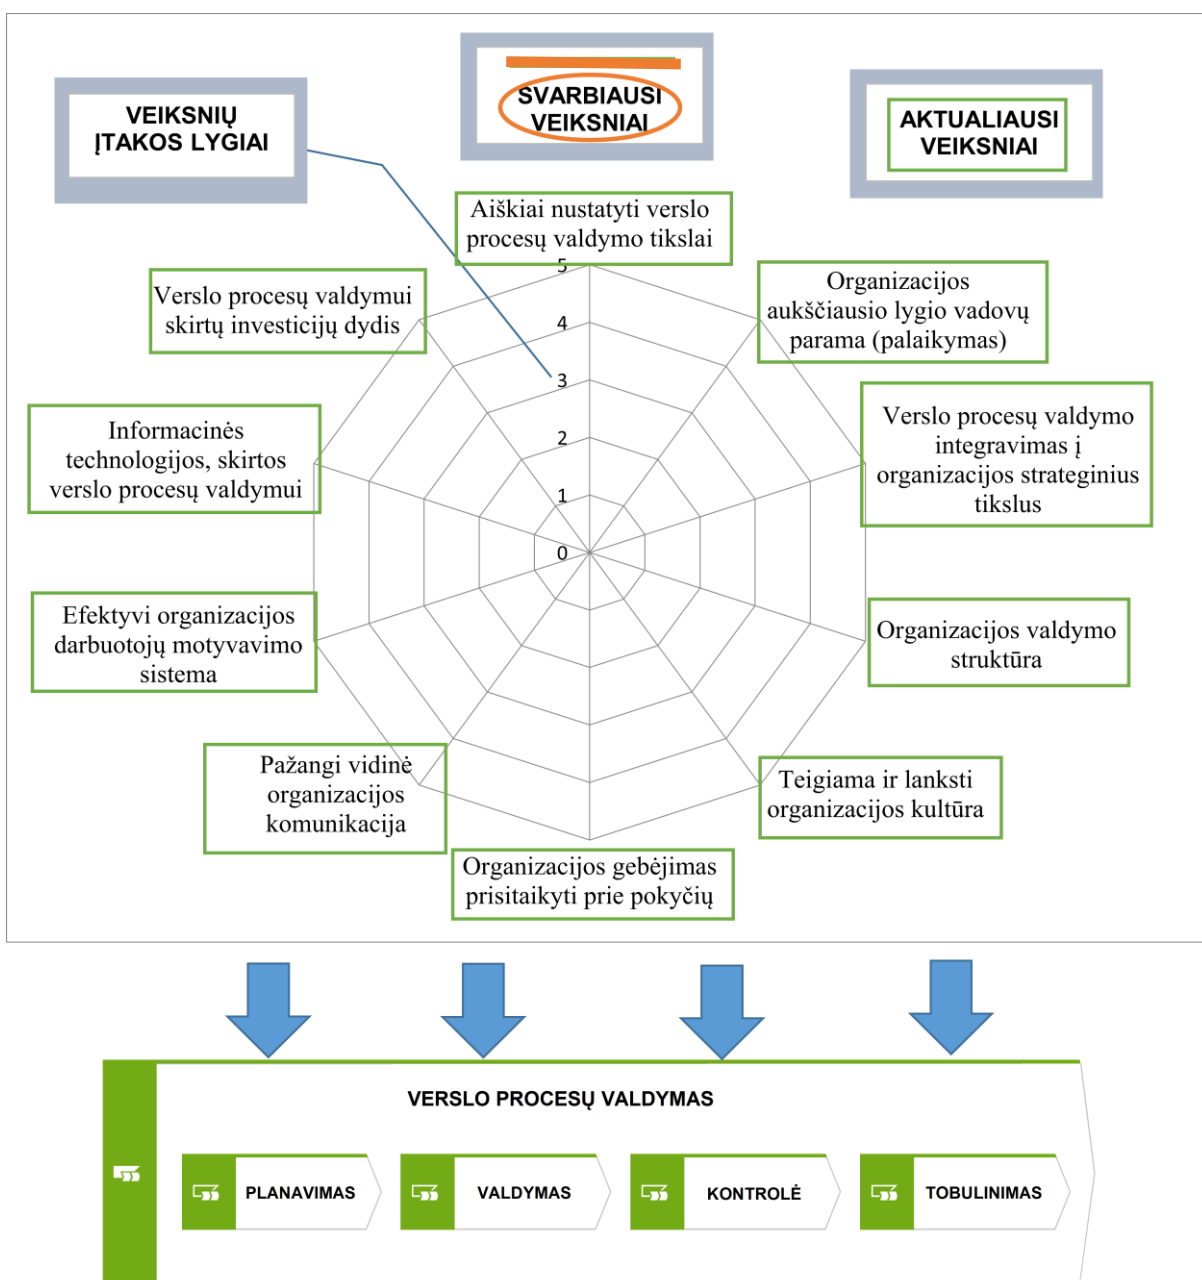 VEIKSNIŲ
ĮTAKOS LYGIAI
SVARBIAUSI
VEIKSNIAI
AKTUALIAUSI
VEIKSNIAI
Aiškiai nustatyti verslo
procesų valdymo tikslai
Organizacijos
aukščiausio lygio vadovų
parama (palaikymas)
Verslo procesų valdymo
integravimas į
organizacijos strateginius
tikslus
Organizacijos valdymo
struktūra
Teigiama ir lanksti
organizacijos kultūra
Organizacijos gebėjimas
prisitaikyti prie pokyčių
Pažangi vidinė
organizacijos
komunikacija
Efektyvi organizacijos
darbuotojų motyvavimo
sistema
Informacinės
technologijos, skirtos
verslo procesų valdymui
Verslo procesų valdymui
skirtų investicijų dydis
5
4
3
2
1
0
VERSLO PROCESŲ VALDYMAS
PLANAVIMAS
VALDYMAS
KONTROLĖ
TOBULINIMAS